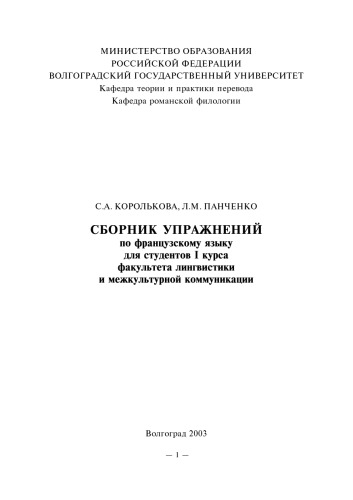 МИНИСТЕРСТВО ОБРАЗОВАНИЯ
РОССИЙСКОЙ ФЕДЕРАЦИИ
ВОЛГОГРАДСКИЙ ГОСУДАРСТВЕННЫЙ УНИВЕРСИТЕТ
Кафедра теории и практики перевода
Кафедра романской филологии
С.А. КОРОЛЬКОВА, Л.М. ПАНЧЕНКО
СБОРНИК УПРАЖНЕНИЙ
по французскому языку
для студентов I курса
факультета лингвистики
и межкультурной коммуникации
Волгоград 2003
— 1 —